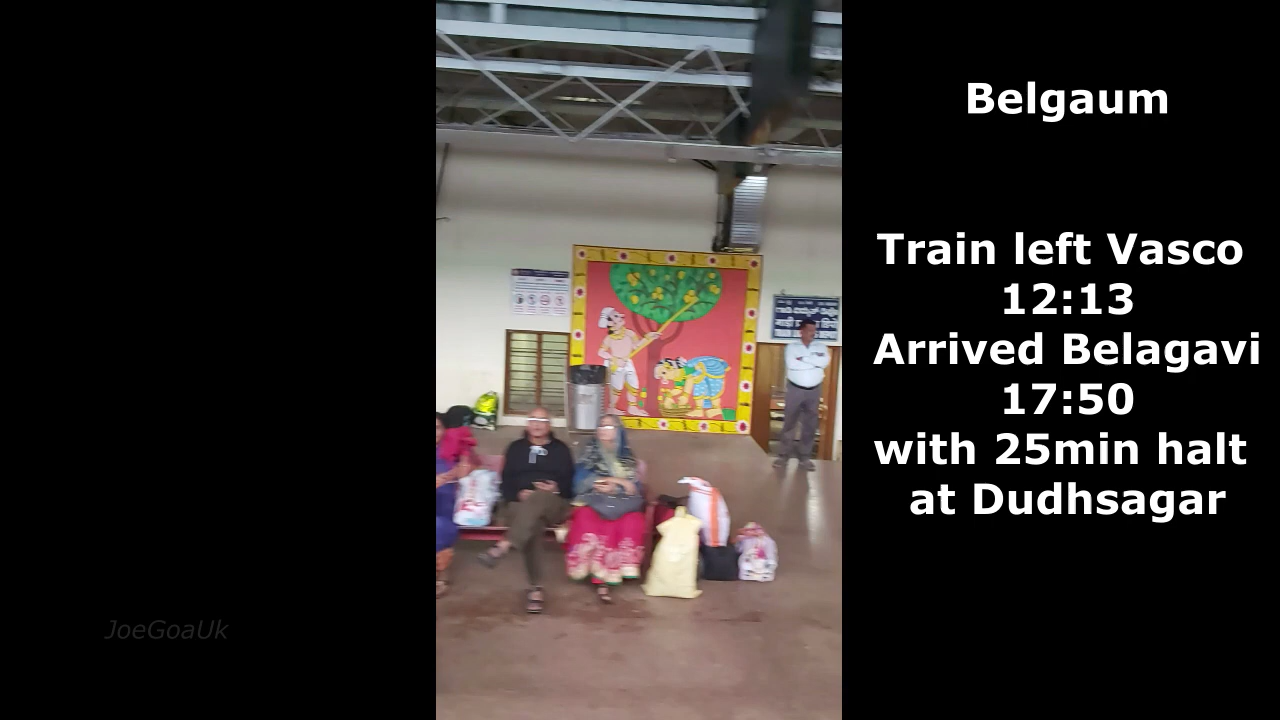 Belgaum
Train left Vasco
12:13
Arrived Belagavi
17:50
with 25min halt
at Dudhsagar
JoeGoaUk